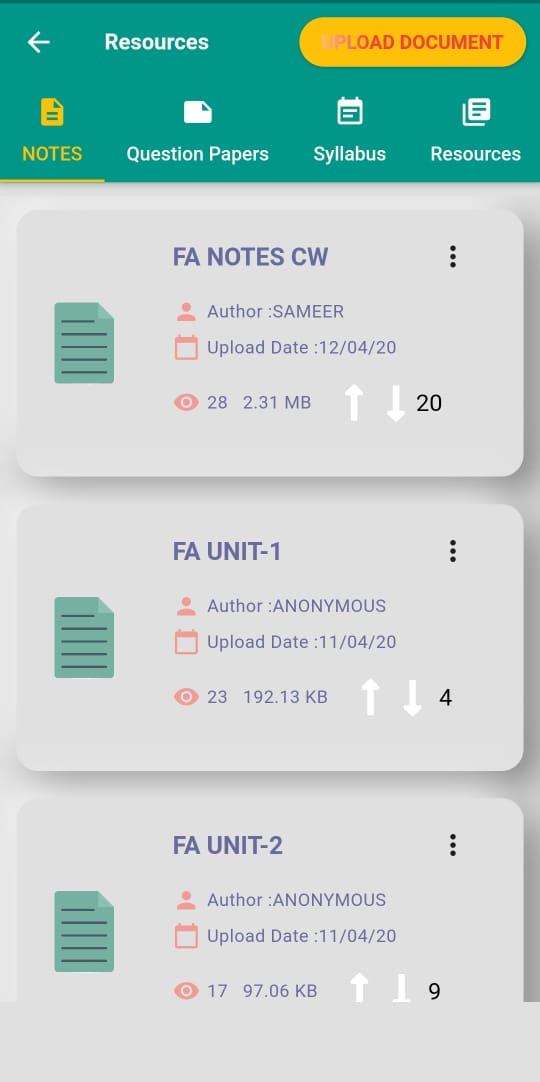 Resources
UPLOAD DOCUMENT
NOTES
Question Papers
Syllabus
Resources
FA NOTES CW
Author :SAMEER
Upload Date :12/04/20
28 2.31 MB 20
FA UNIT-1
Author :ANONYMOUS
Upload Date :11/04/20
23 192.13 KB 4
FA UNIT-2
Author :ANONYMOUS
Upload Date :11/04/20
17 97.06 KB 9